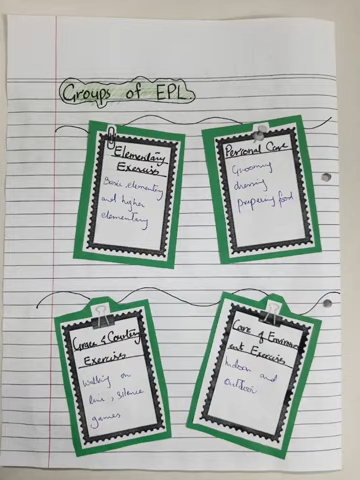 Groups of EPL
Elementary
Exercise
Basic elementary
and higher
elementary
Personal Care
Grooming
dressing
preparing food
Grace & Courtesy
Exercises
Walking on
line, silence
games
Care of Environm
ent Exercises
Indoor and
outdoor